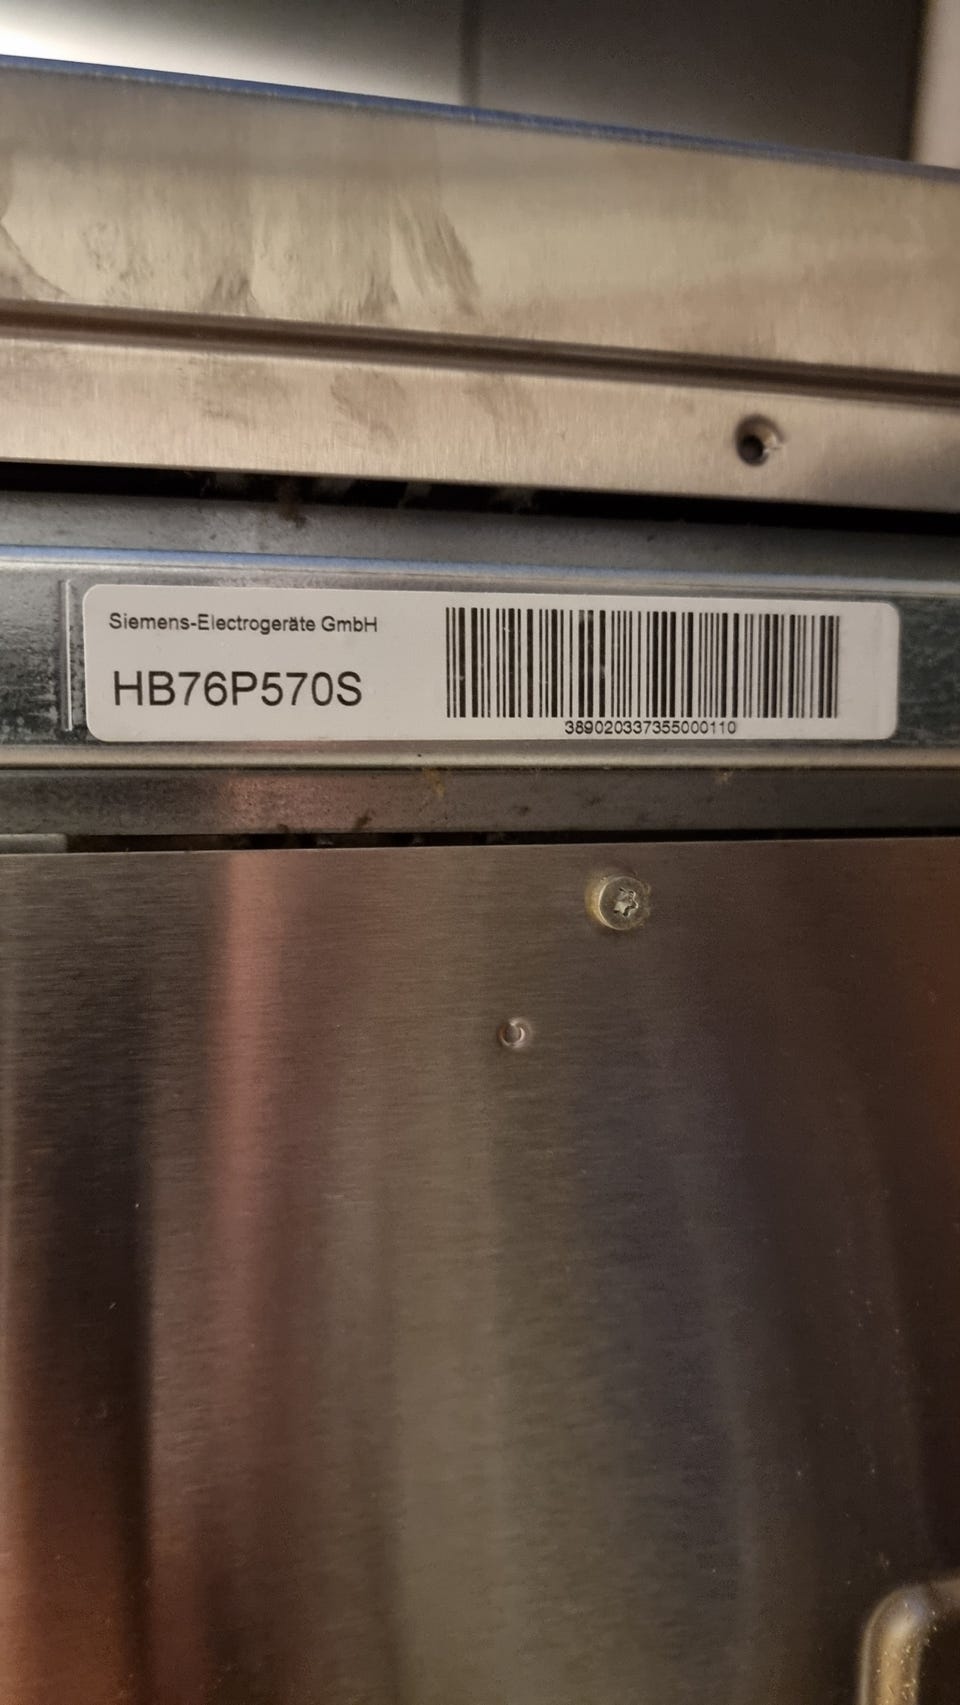 Siemens-Electrogeräte GmbH
HB76P570S
389020337355000110